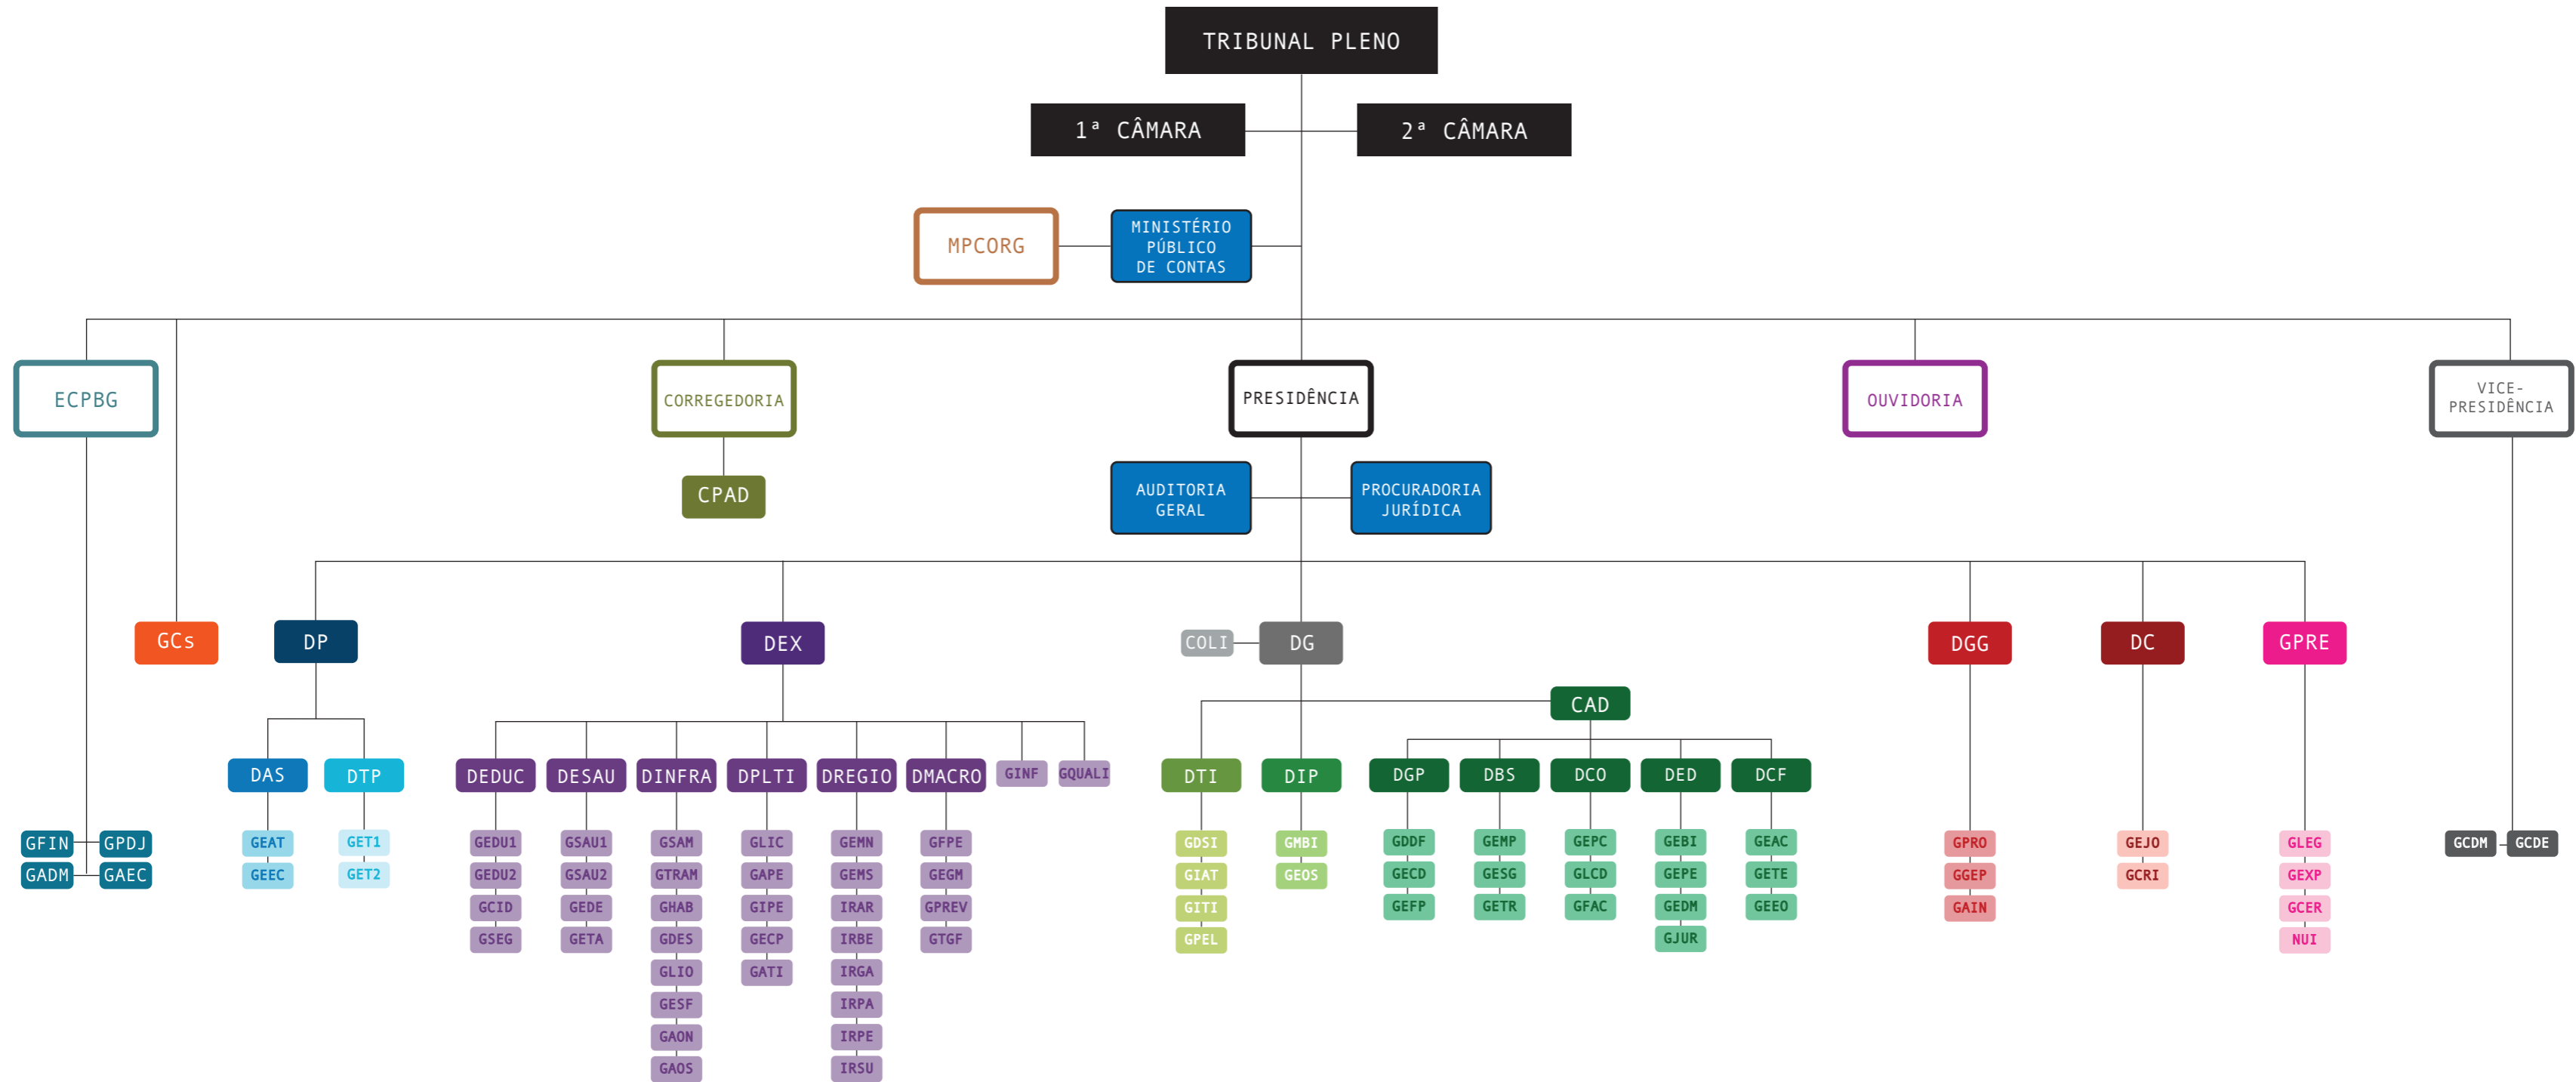 TRIBUNAL PLENO
1ª CÂMARA
2ª CÂMARA
MPCORG
MINISTÉRIO
PÚBLICO
DE CONTAS
ECPBG
CORREGEDORIA
PRESIDÊNCIA
OUVIDORIA
VICE-
PRESIDÊNCIA
CPAD
AUDITORIA
GERAL
PROCURADORIA
JURÍDICA
GCs
DP
DEX
COLI
DG
DGG
DC
GPRE
CAD
DAS
DTP
DEDUC
DESAU
DINFRA
DPLTI
DREGIO
DMACRO
GINF
GQUALI
DTI
DIP
DGP
DBS
DCO
DED
DCF
GFIN
GPDJ
GADM
GAEC
GEAT
GEEC
GET1
GET2
GEDU1
GEDU2
GCID
GSEG
GSAU1
GSAU2
GEDE
GETA
GSAM
GTRAM
GHAB
GDES
GLIO
GESF
GAON
GAOS
GLIC
GAPE
GIPE
GECP
GATI
GEMN
GEMS
IRAR
IRBE
IRGA
IRPA
IRPE
IRSU
GFPE
GEGM
GPREV
GTGF
GDSI
GIAT
GITI
GPEL
GMBI
GEOS
GDDF
GECD
GEFP
GEMP
GESG
GETR
GEPC
GLCD
GFAC
GEBI
GEPE
GEDM
GJUR
GEAC
GETE
GEEO
GPRO
GGEP
GAIN
GEJO
GCRI
GLEG
GEXP
GCER
NUI
GCDM
GCDE